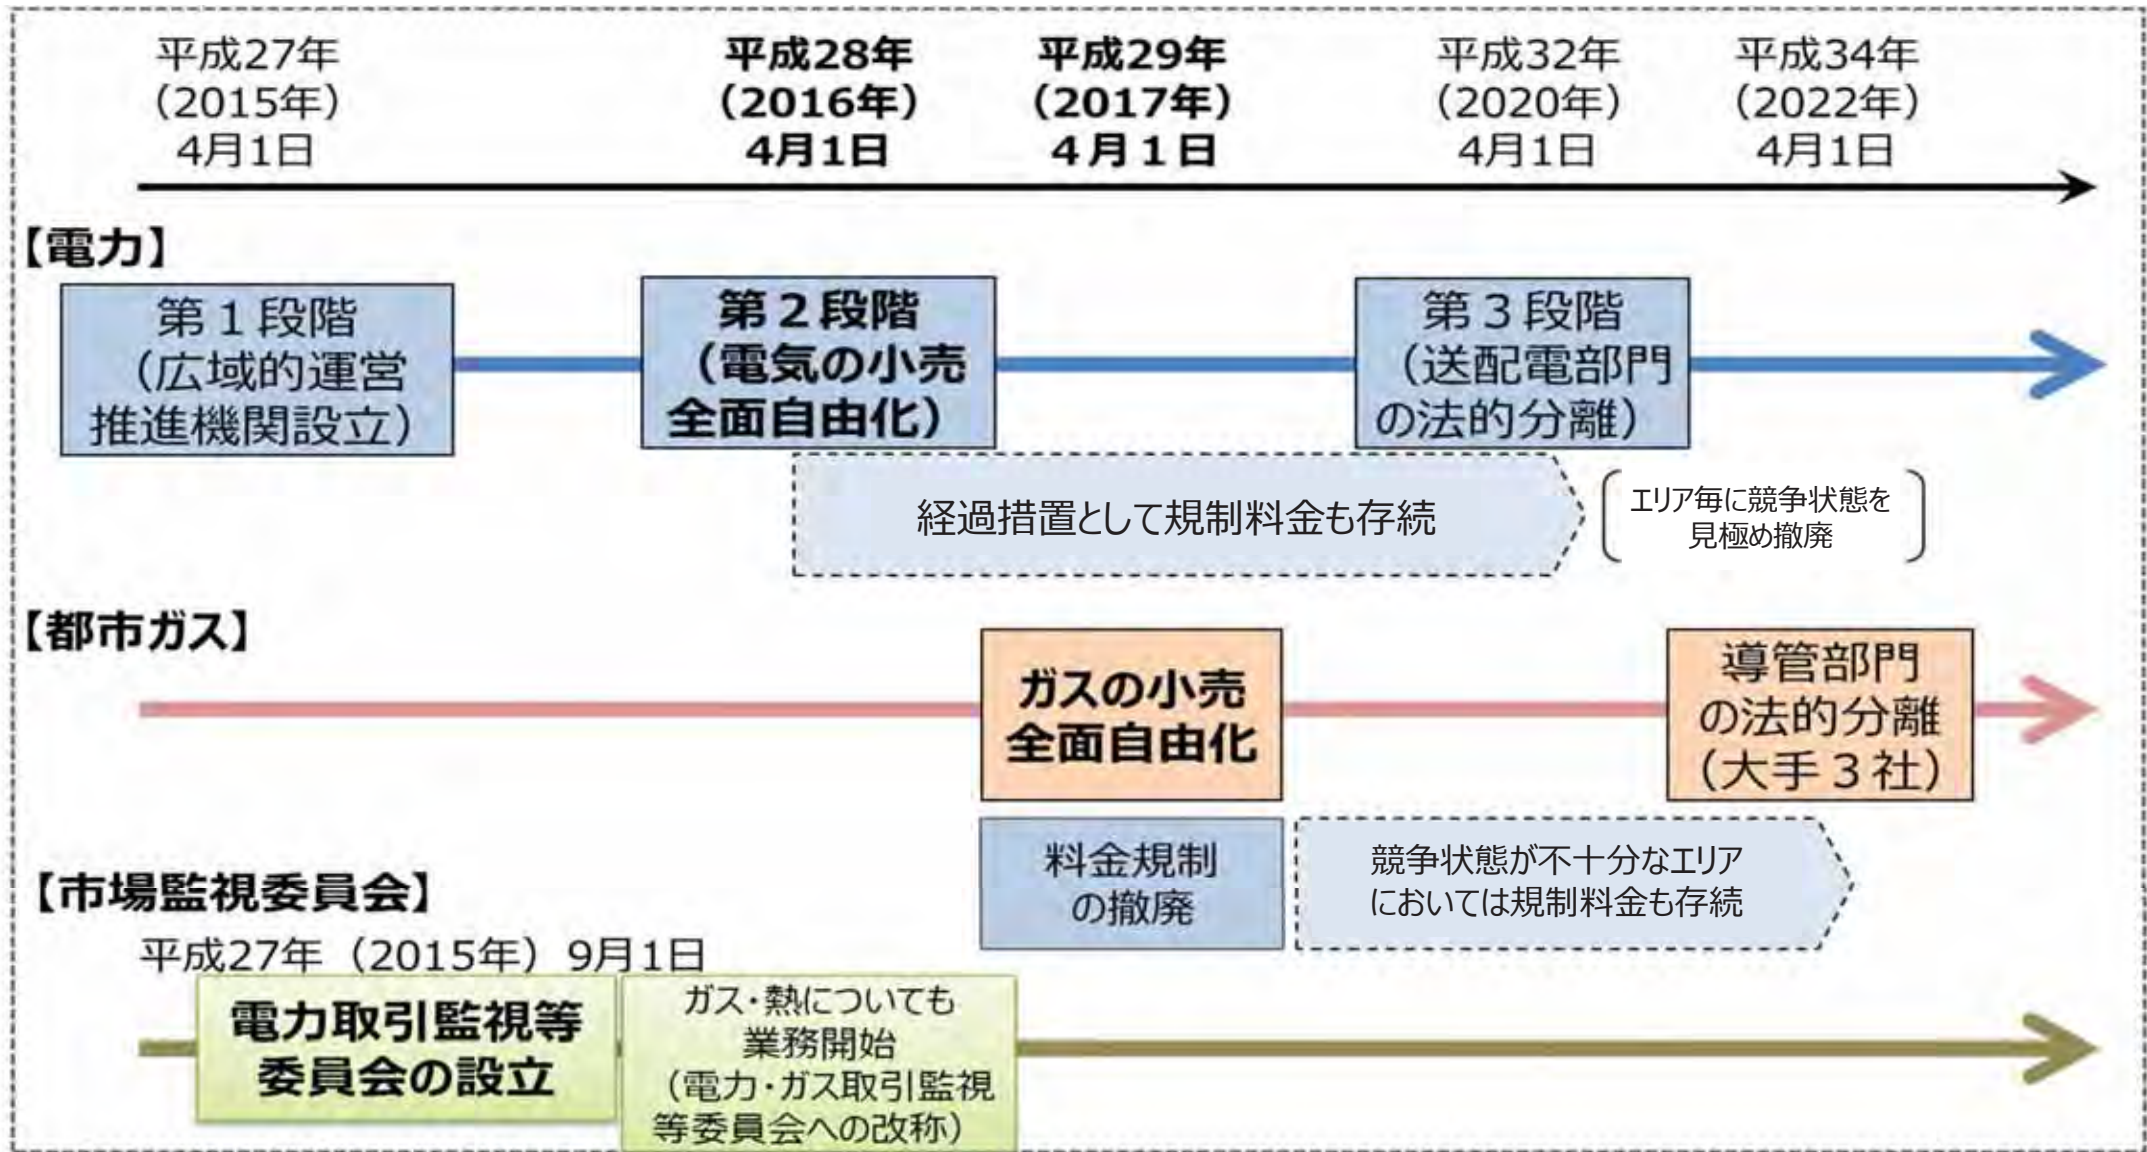 平成27年
（2015年）
4月1日
平成28年
（2016年）
4月1日
平成29年
（2017年）
４月１日
平成32年
（2020年）
4月1日
平成34年
（2022年）
4月1日
【電力】
第１段階
（広域的運営
推進機関設立）
第２段階
（電気の小売
全面自由化）
第３段階
（送配電部門
の法的分離）
経過措置として規制料金も存続
エリア毎に競争状態を
見極め撤廃
【都市ガス】
ガスの小売
全面自由化
導管部門
の法的分離
（大手３社）
料金規制
の撤廃
競争状態が不十分なエリア
においては規制料金も存続
【市場監視委員会】
平成27年（2015年）9月1日
電力取引監視等
委員会の設立
ガス・熱についても
業務開始
（電力・ガス取引監視
等委員会への改称）